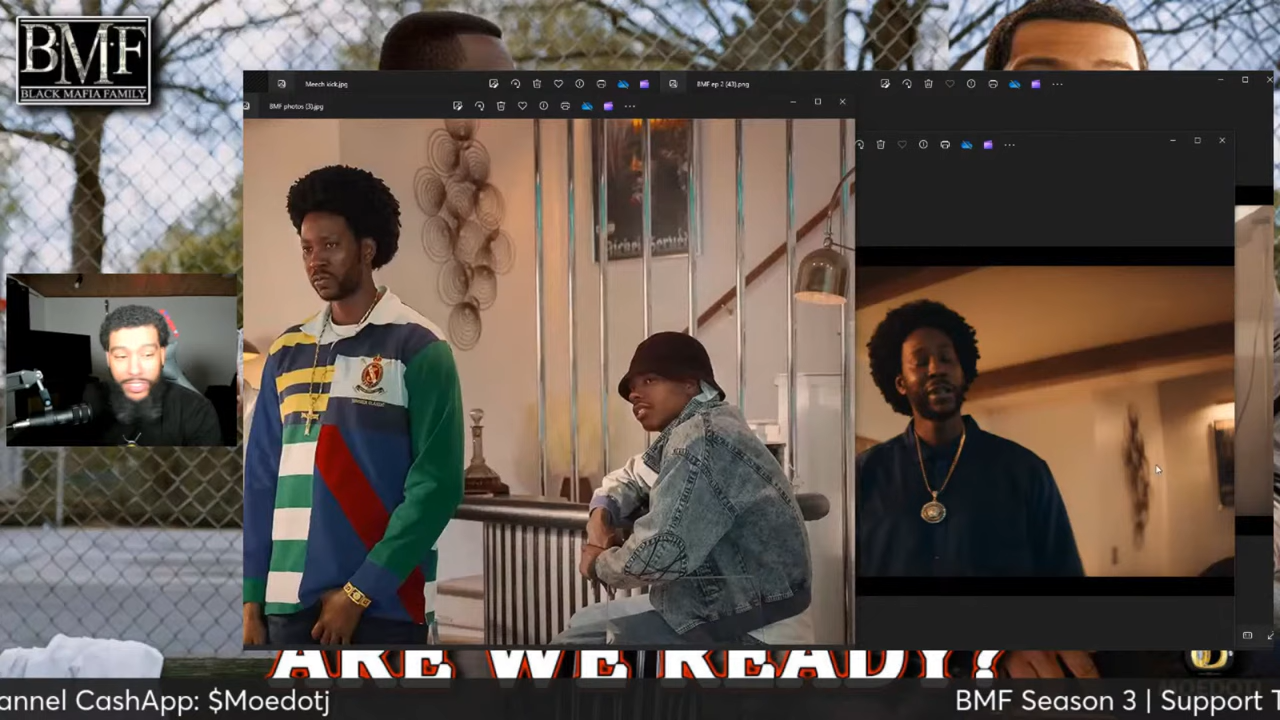 BMF
BLACK MAFIA FAMILY
Meech kick.jpg
BMF ep 2 (43).png
BMF photos (3).jpg
ARE WE READY?
annel CashApp: $Moedotj
BMF Season 3 | Support T